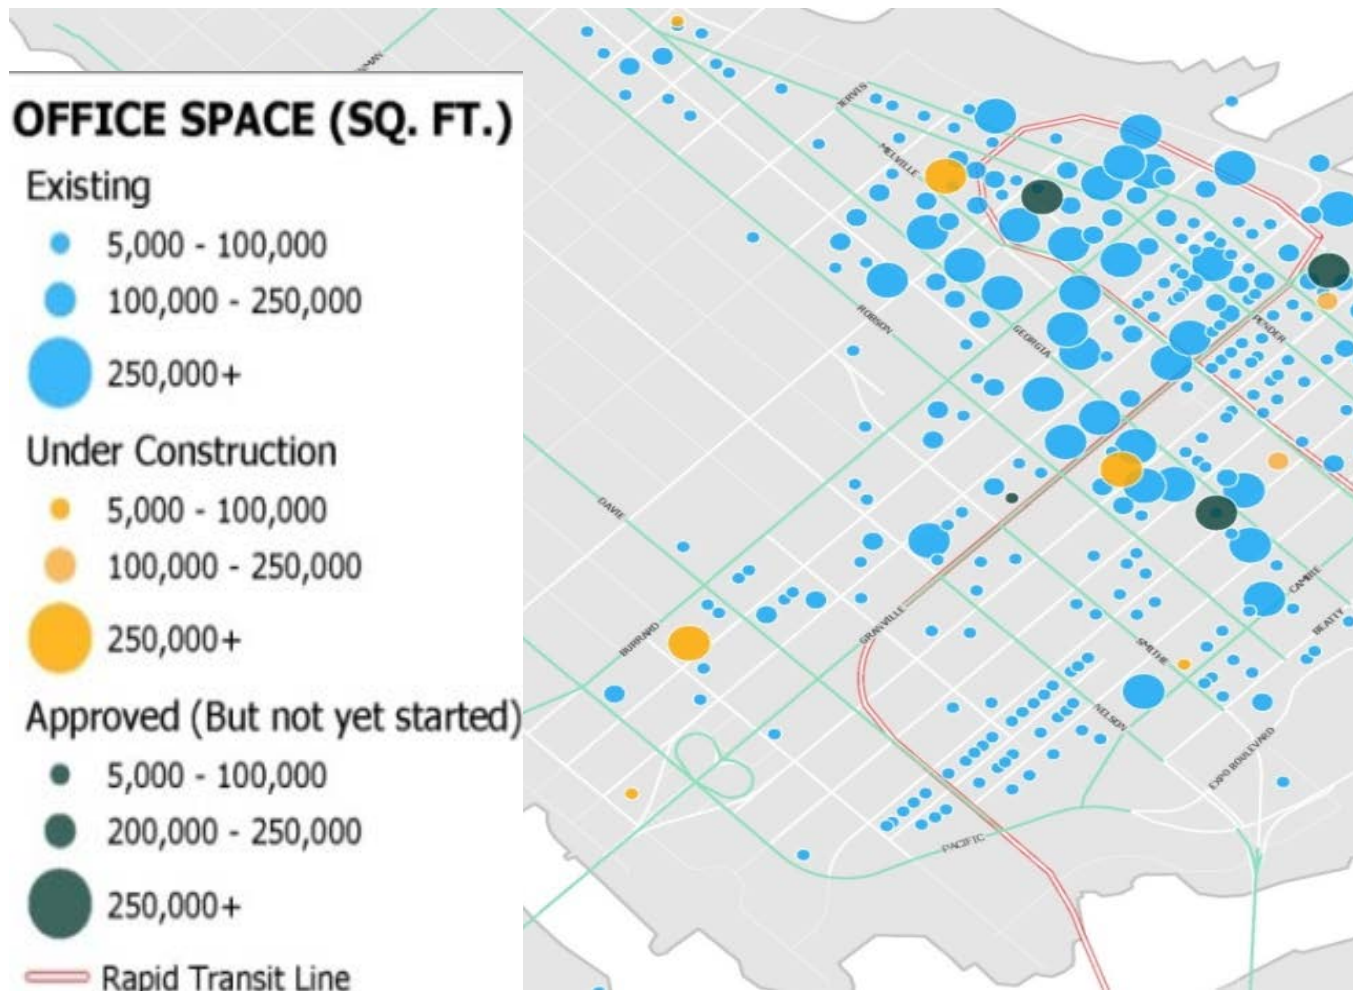 NMAN
OFFICE SPACE (SQ. FT.)
Existing
5,000 - 100,000
100,000 - 250,000
250,000+
Under Construction
5,000 - 100,000
100,000 - 250,000
250,000+
Approved (But not yet started)
5,000 - 100,000
200,000 - 250,000
250,000+
Rapid Transit Line
JERVIS
MELVILLE
ROBSON
GEORGIA
PENDER
DAVIE
BURRARD
GRANVILLE
CAMBIE
BEATTY
SMITHE
NELSON
EXPO BOULEVARD
PACIFIC